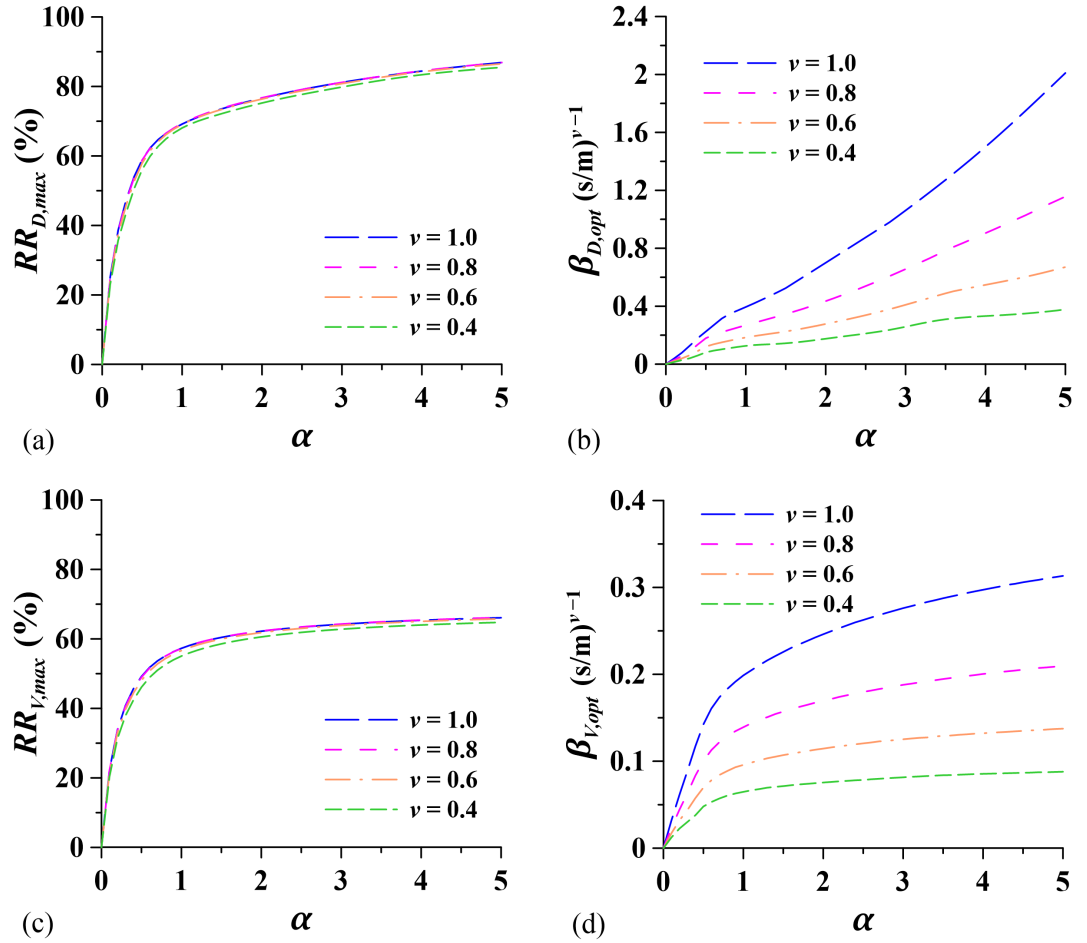 100
80
60
40
20
0
RR_D,max (%)
v = 1.0
v = 0.8
v = 0.6
v = 0.4
0 1 2 3 4 5
(a) α
2.4
2
1.6
1.2
0.8
0.4
0
β_D,opt (s/m)^v−1
v = 1.0
v = 0.8
v = 0.6
v = 0.4
0 1 2 3 4 5
(b) α
100
80
60
40
20
0
RR_V,max (%)
v = 1.0
v = 0.8
v = 0.6
v = 0.4
0 1 2 3 4 5
(c) α
0.4
0.3
0.2
0.1
0
β_V,opt (s/m)^v−1
v = 1.0
v = 0.8
v = 0.6
v = 0.4
0 1 2 3 4 5
(d) α